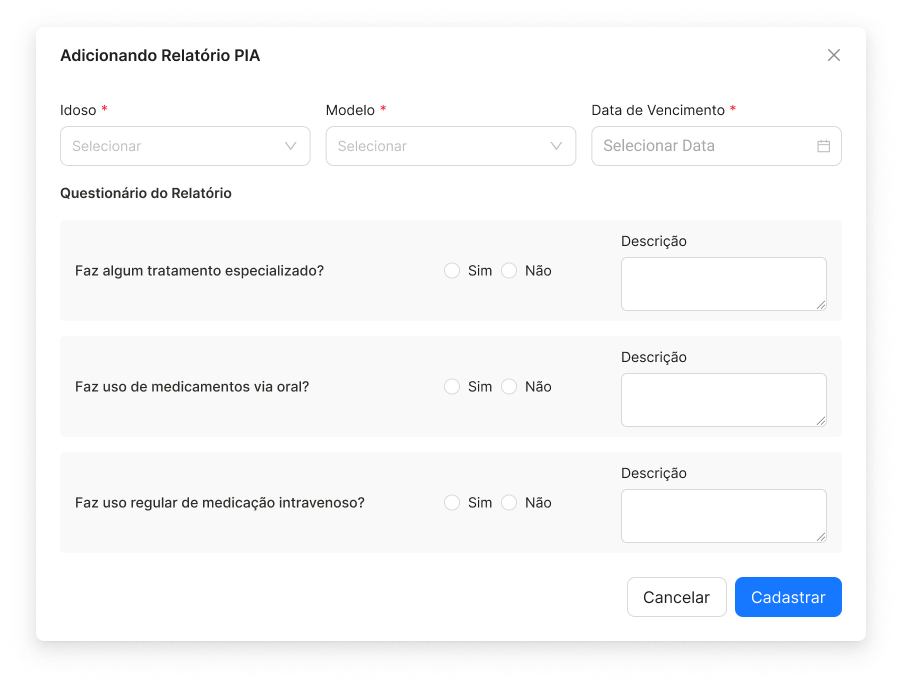 Adicionando Relatório PIA
Idoso * Modelo * Data de Vencimento *
Selecionar Selecionar Selecionar Data
Questionário do Relatório
Descrição
Faz algum tratamento especializado? Sim Não
Descrição
Faz uso de medicamentos via oral? Sim Não
Descrição
Faz uso regular de medicação intravenoso? Sim Não
Cancelar Cadastrar